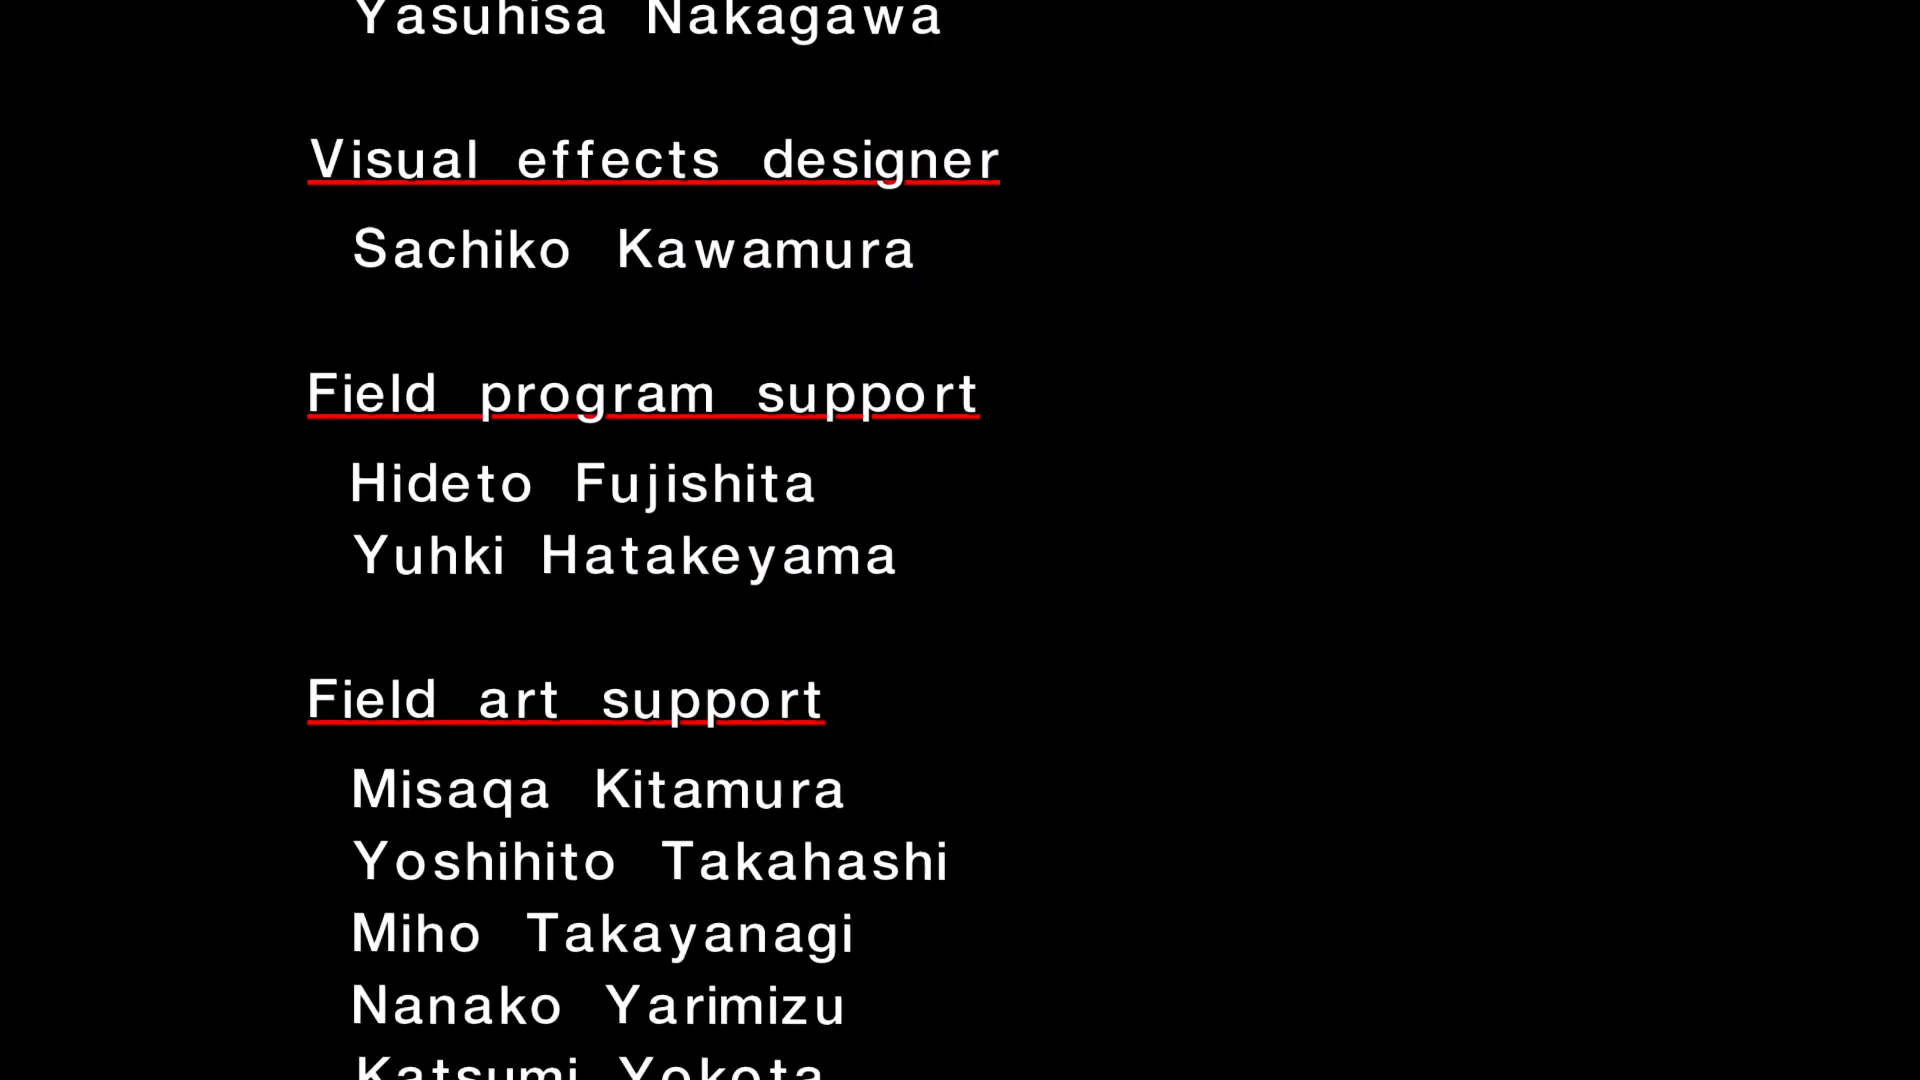 Yasuhisa Nakagawa
Visual effects designer
Sachiko Kawamura
Field program support
Hideto Fujishita
Yuhki Hatakeyama
Field art support
Misaqa Kitamura
Yoshihito Takahashi
Miho Takayanagi
Nanako Yarimizu
Katsumi Yokota